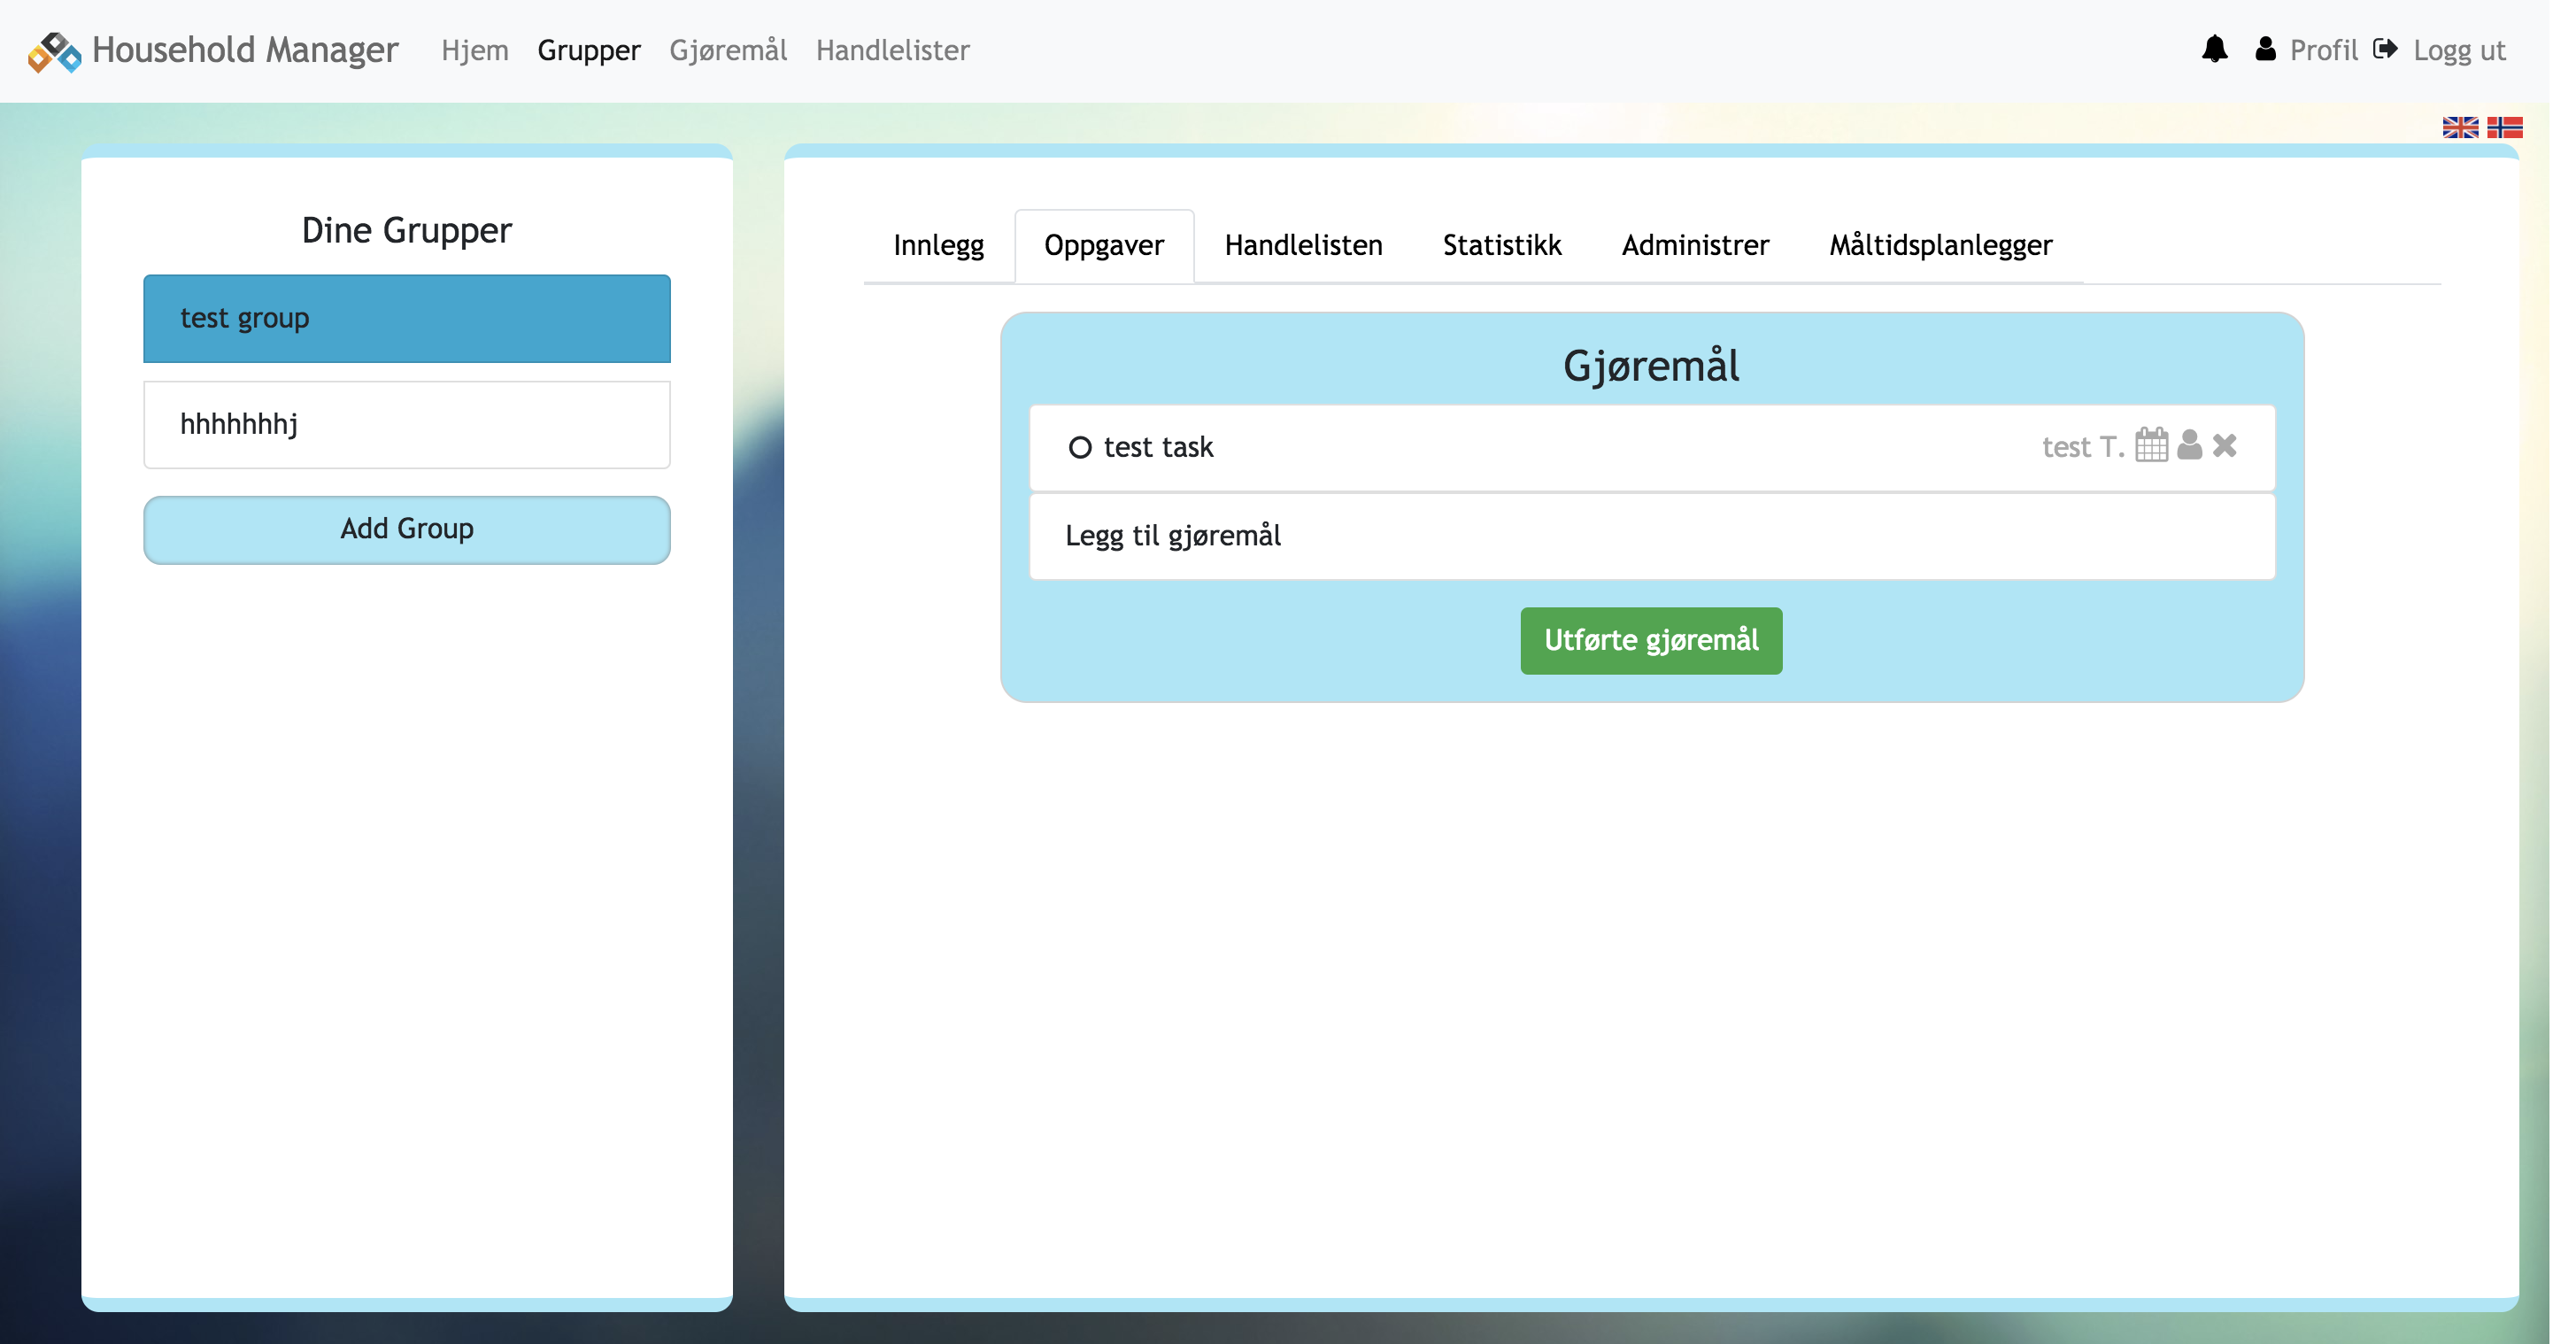 Household Manager Hjem Grupper Gjøremål Handlelister Profil Logg ut
Dine Grupper
test group
hhhhhhhj
Add Group
Innlegg Oppgaver Handlelisten Statistikk Administrer Måltidsplanlegger
Gjøremål
test task test T.
Legg til gjøremål
Utførte gjøremål